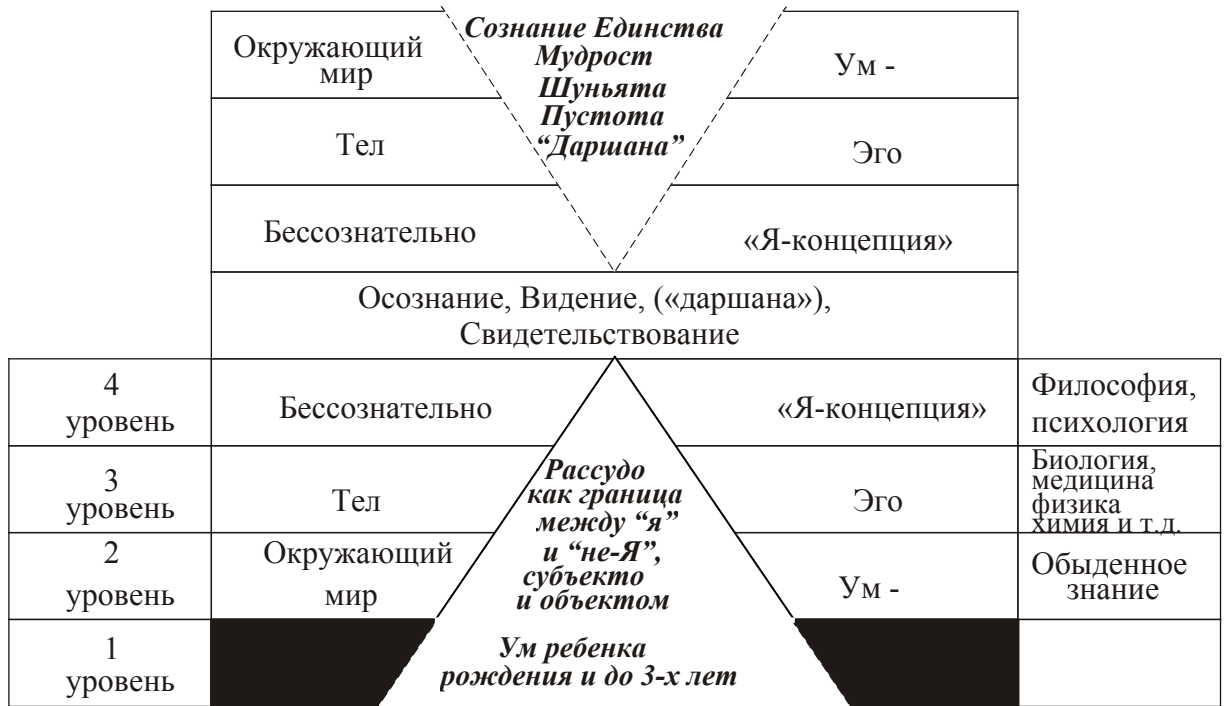 Сознание Единства
Мудрост
Шуньята
Пустота
“Даршана”
Окружающий
мир
Ум -
Тел
Эго
Бессознательно
«Я-концепция»
Осознание, Видение, («даршана»),
Свидетельствование
4
уровень
Бессознательно
«Я-концепция»
Философия,
психология
3
уровень
Тел
Рассудо
как граница
между “я”
и “не-Я”,
субъекто
и объектом
Эго
Биология,
медицина
физика
химия и т.д.
2
уровень
Окружающий
мир
Ум -
Обыденное
знание
1
уровень
Ум ребенка
рождения и до 3-х лет